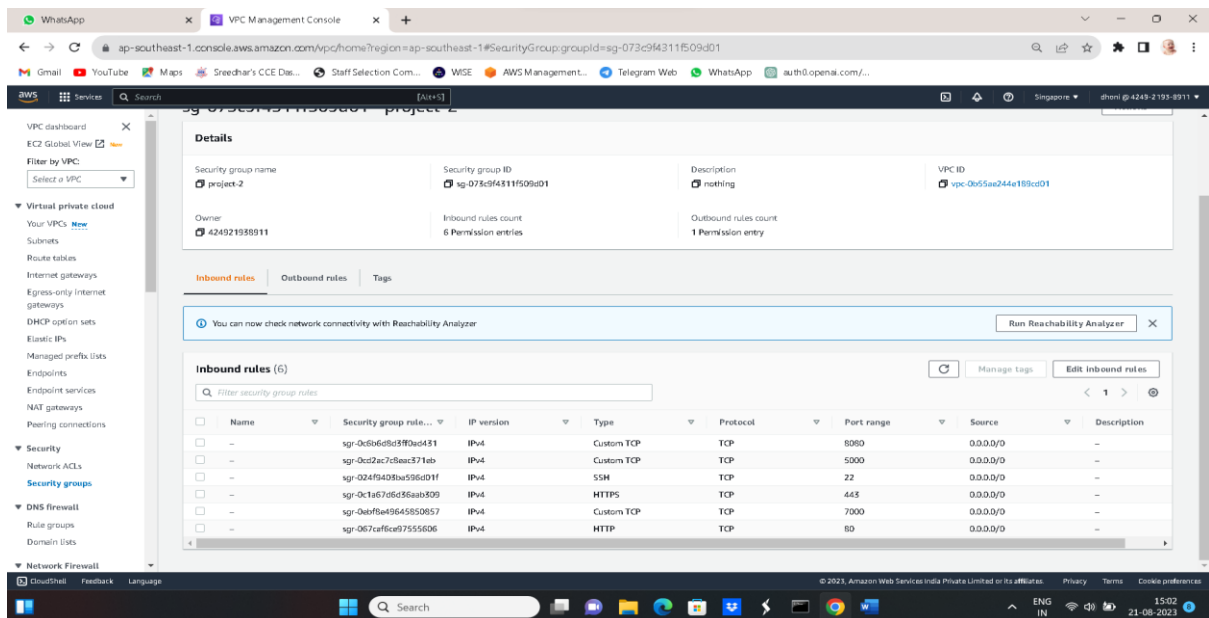 WhatsApp
VPC Management Console
ap-southeast-1.console.aws.amazon.com/vpc/home?region=ap-southeast-1#SecurityGroup:groupId=sg-073c9f4311f509d01
Gmail YouTube Maps Sreedhar's CCE Das... Staff Selection Com... WISE AWS Management... Telegram Web WhatsApp auth0.openai.com/...
aws Services Search [Alt+S] Singapore dhoni @ 4249-2193-8911
sg-073c9f4311f509d01 - project-2
VPC dashboard
EC2 Global View New
Filter by VPC:
Select a VPC
Virtual private cloud
Your VPCs New
Subnets
Route tables
Internet gateways
Egress-only internet
gateways
DHCP option sets
Elastic IPs
Managed prefix lists
Endpoints
Endpoint services
NAT gateways
Peering connections
Security
Network ACLs
Security groups
DNS firewall
Rule groups
Domain lists
Network Firewall
Details
Security group name Security group ID Description VPC ID
project-2 sg-073c9f4311f509d01 nothing vpc-0b55ae244e189cd01
Owner Inbound rules count Outbound rules count
424921938911 6 Permission entries 1 Permission entry
Inbound rules Outbound rules Tags
You can now check network connectivity with Reachability Analyzer Run Reachability Analyzer
Inbound rules (6) Manage tags Edit inbound rules
Filter security group rules 1
Name Security group rule... IP version Type Protocol Port range Source Description
– sgr-0c6b6d8d3ff0ad431 IPv4 Custom TCP TCP 8080 0.0.0.0/0 –
– sgr-0cd2ac7c8eac371eb IPv4 Custom TCP TCP 5000 0.0.0.0/0 –
– sgr-024f9403ba596d01f IPv4 SSH TCP 22 0.0.0.0/0 –
– sgr-0c1a67d6d36aab309 IPv4 HTTPS TCP 443 0.0.0.0/0 –
– sgr-0ebf8e49645850857 IPv4 Custom TCP TCP 7000 0.0.0.0/0 –
– sgr-067caf6ce97555606 IPv4 HTTP TCP 80 0.0.0.0/0 –
CloudShell Feedback Language © 2023, Amazon Web Services India Private Limited or its affiliates. Privacy Terms Cookie preferences
Search
ENG
IN
15:02
21-08-2023